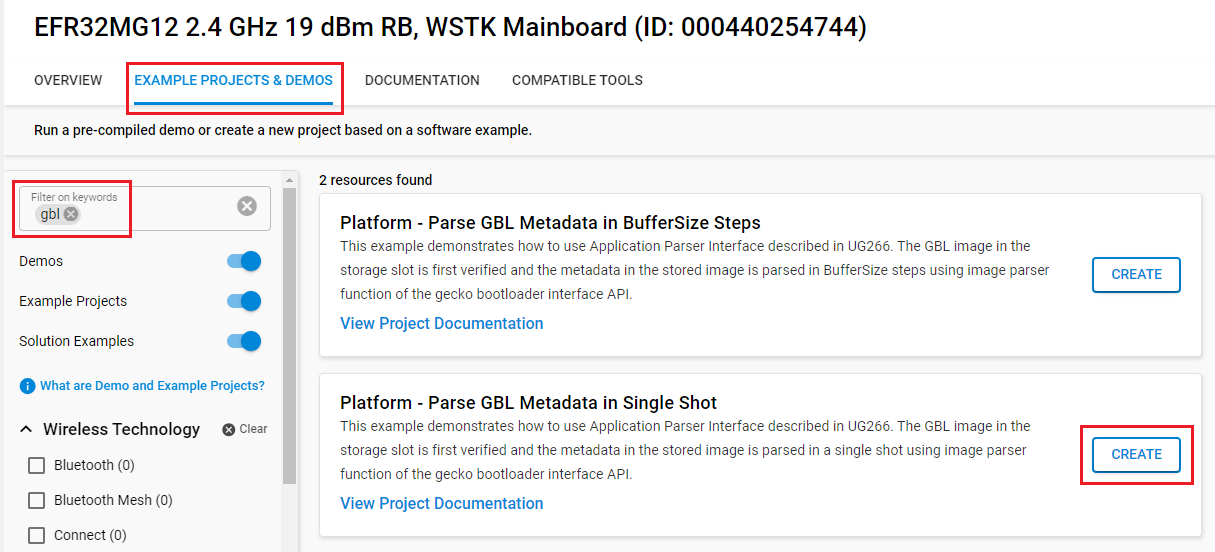 EFR32MG12 2.4 GHz 19 dBm RB, WSTK Mainboard (ID: 000440254744)
OVERVIEW EXAMPLE PROJECTS & DEMOS DOCUMENTATION COMPATIBLE TOOLS
Run a pre-compiled demo or create a new project based on a software example.
Filter on keywords
gbl
Demos
Example Projects
Solution Examples
What are Demo and Example Projects?
Wireless Technology Clear
Bluetooth (0)
Bluetooth Mesh (0)
Connect (0)
2 resources found
Platform - Parse GBL Metadata in BufferSize Steps
This example demonstrates how to use Application Parser Interface described in UG266. The GBL image in the
storage slot is first verified and the metadata in the stored image is parsed in BufferSize steps using image parser
function of the gecko bootloader interface API.
CREATE
View Project Documentation
Platform - Parse GBL Metadata in Single Shot
This example demonstrates how to use Application Parser Interface described in UG266. The GBL image in the
storage slot is first verified and the metadata in the stored image is parsed in a single shot using image parser
function of the gecko bootloader interface API.
CREATE
View Project Documentation